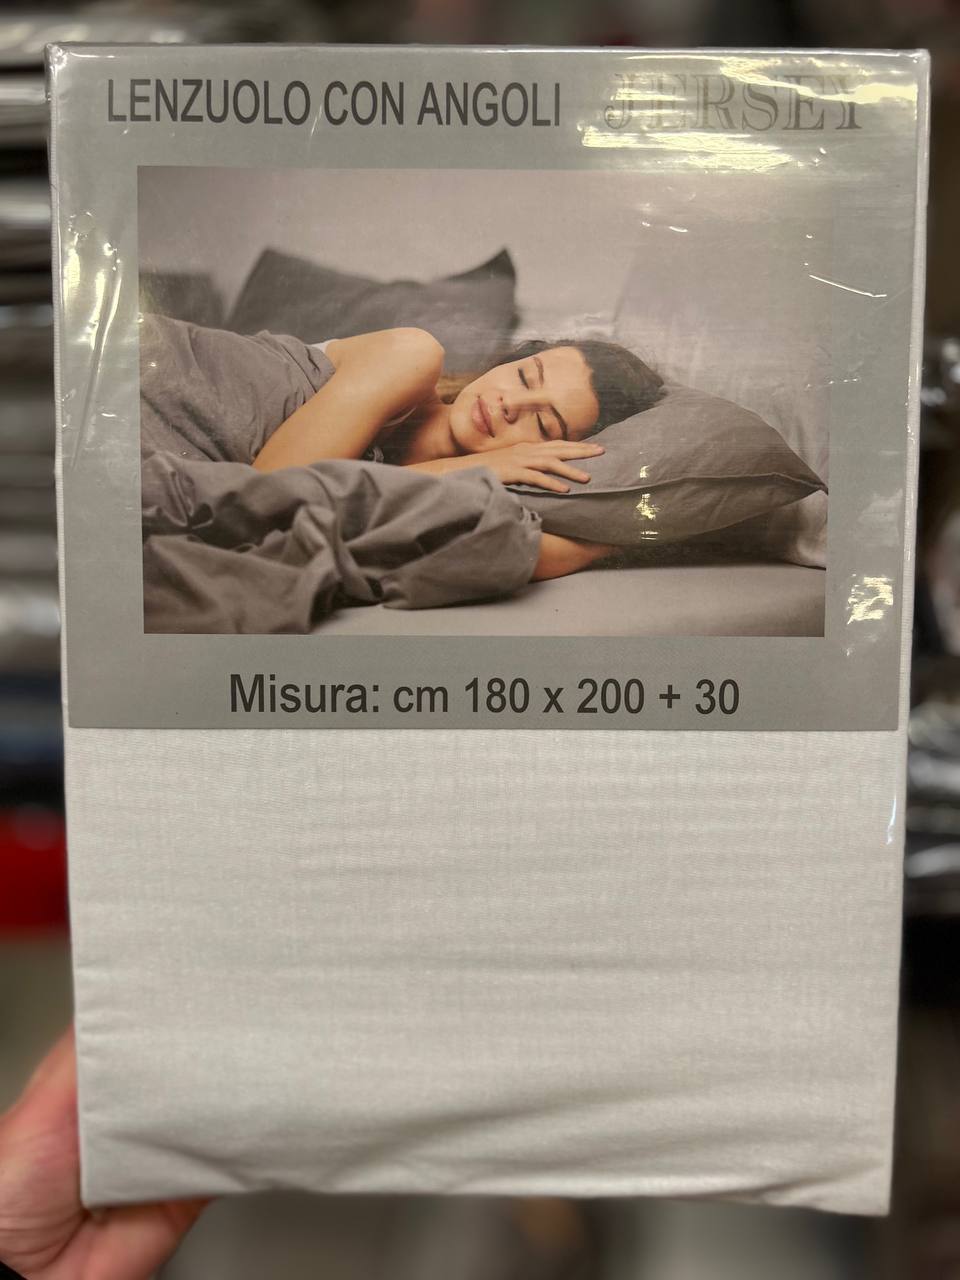 LENZUOLO CON ANGOLI JERSEY
Misura: cm 180 x 200 + 30